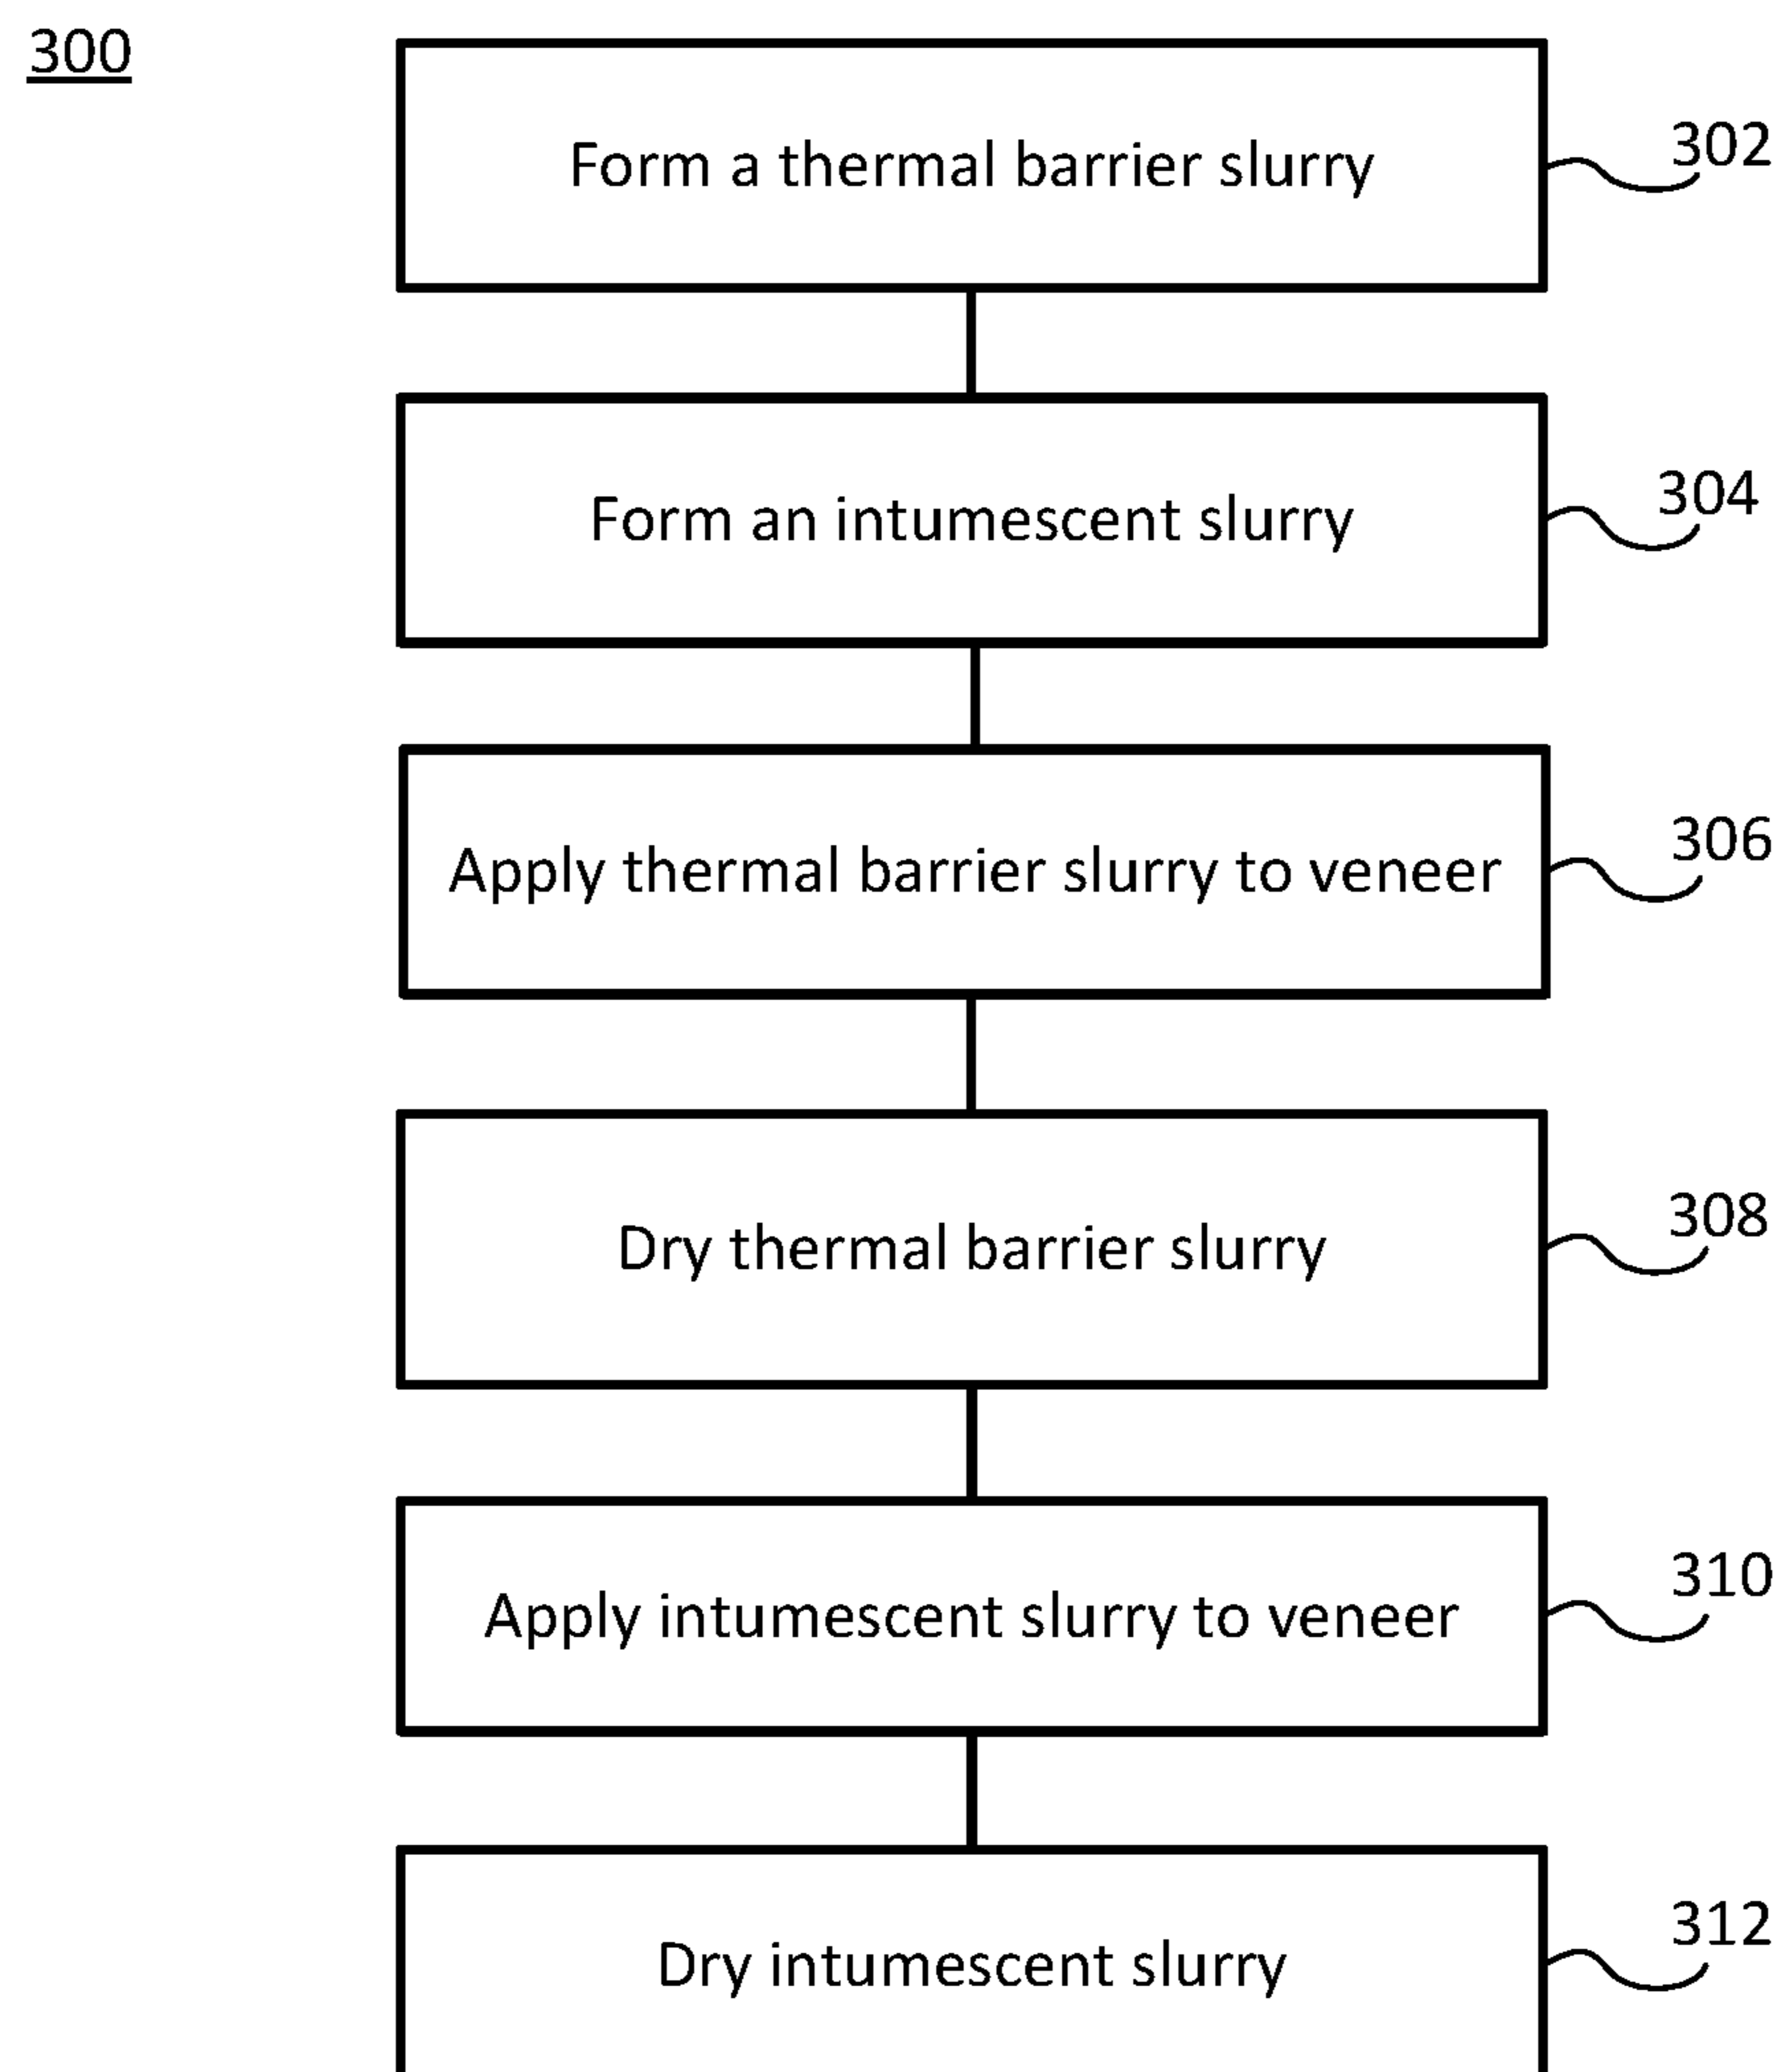 300
Form a thermal barrier slurry
302
Form an intumescent slurry
304
Apply thermal barrier slurry to veneer
306
Dry thermal barrier slurry
308
Apply intumescent slurry to veneer
310
Dry intumescent slurry
312